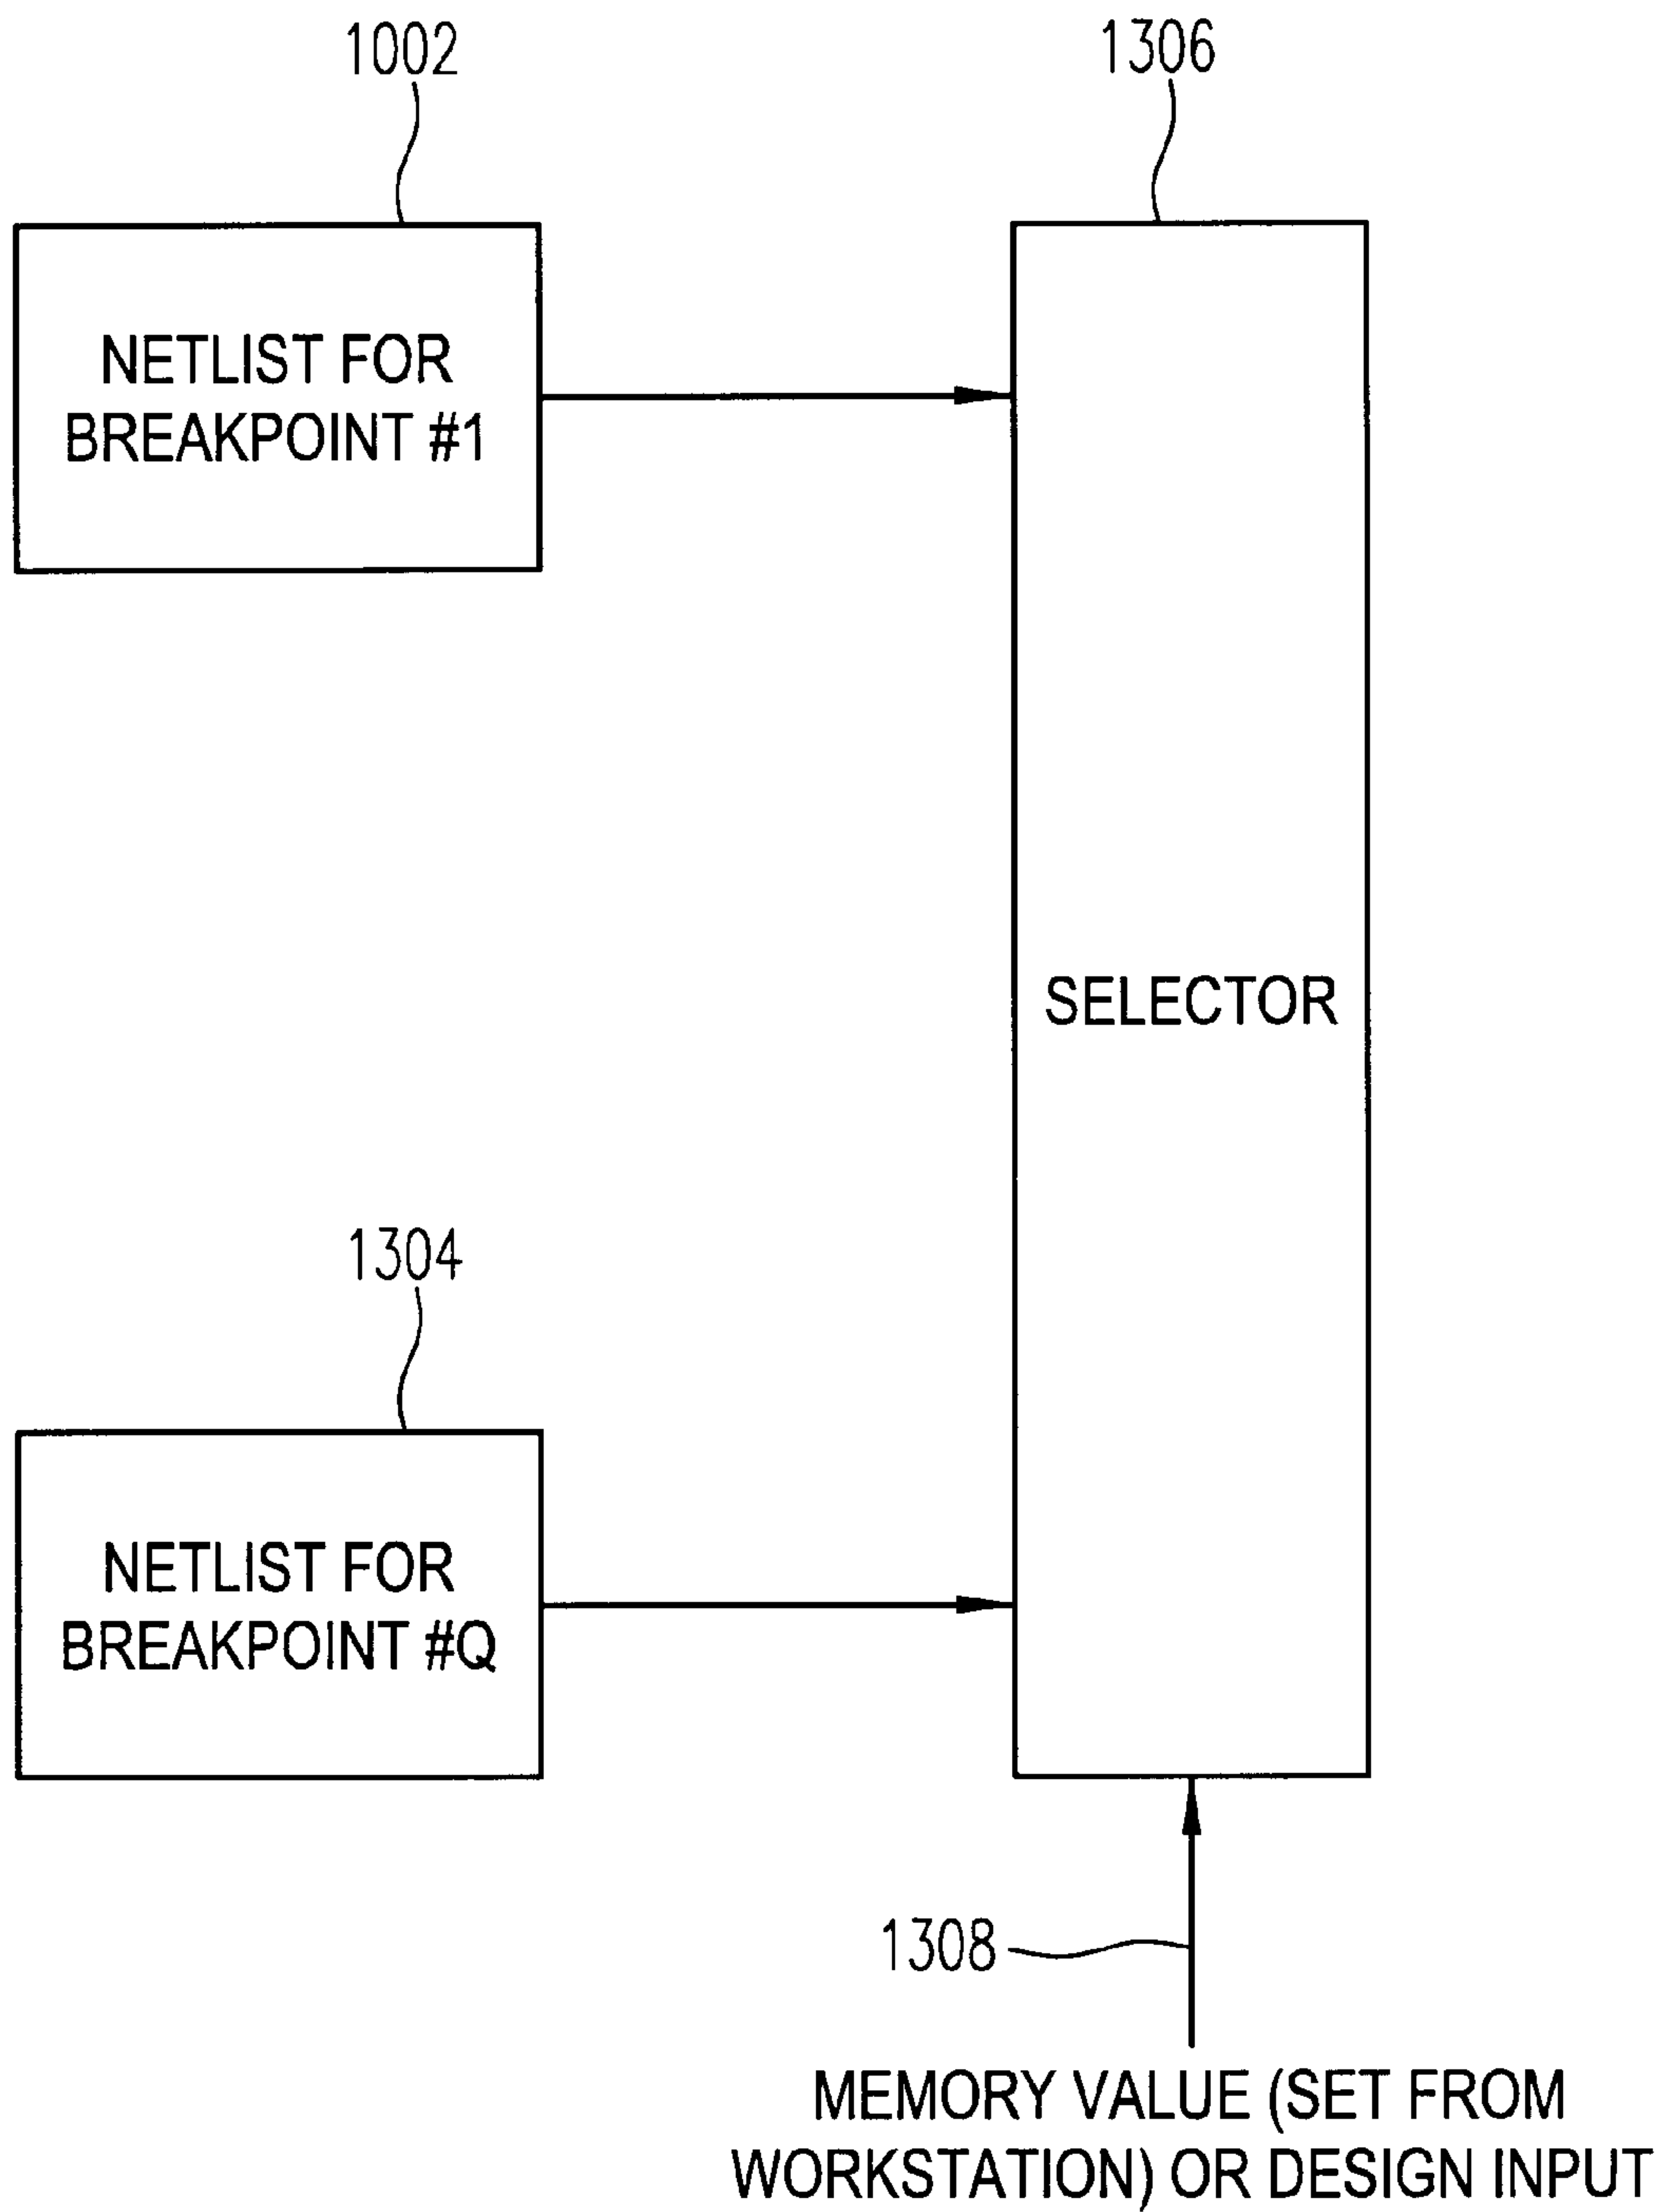 1002
1306
NETLIST FOR
BREAKPOINT #1
SELECTOR
1304
NETLIST FOR
BREAKPOINT #Q
1308
MEMORY VALUE (SET FROM
WORKSTATION) OR DESIGN INPUT